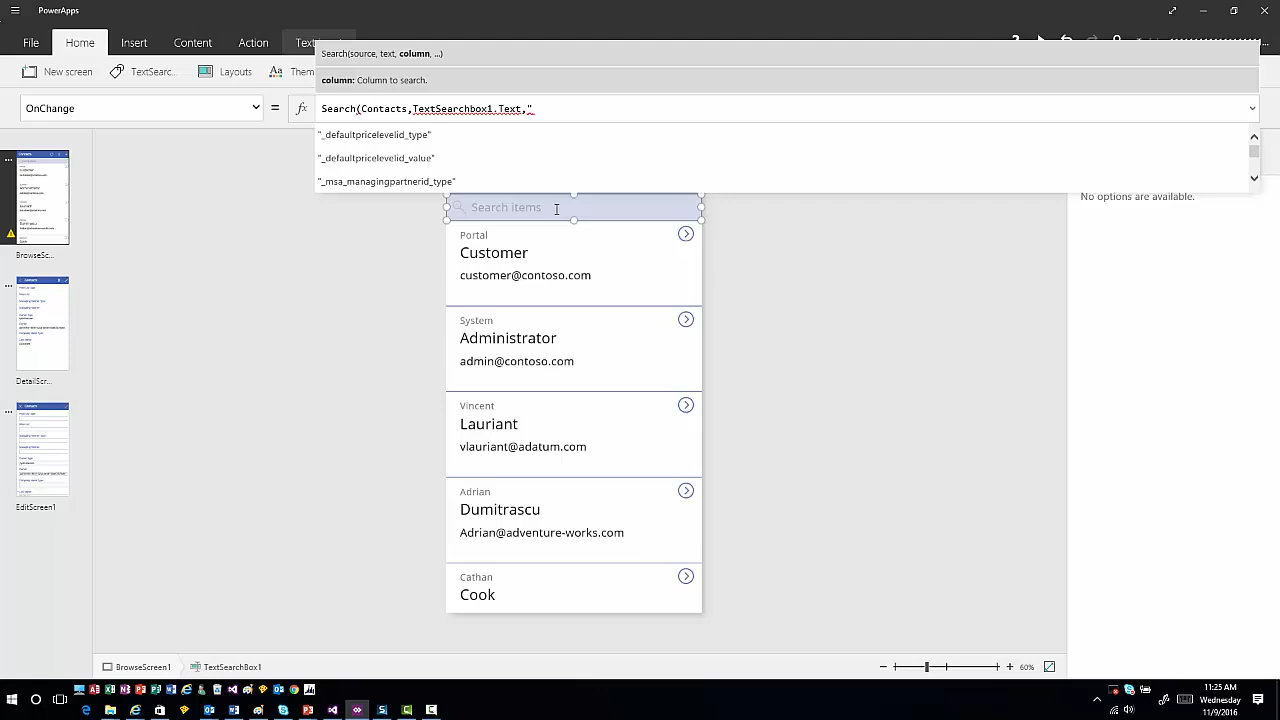 PowerApps
File Home Insert Content Action Text
Search(source, text, column, ...)
New screen TextSearc... Layouts Them
column: Column to search.
OnChange = fx Search(Contacts,TextSearchbox1.Text,"
"_defaultpricelevelid_type"
"_defaultpricelevelid_value"
"_msa_managingpartnerid_type"
No options are available.
Search items
Portal
Customer
customer@contoso.com
System
Administrator
admin@contoso.com
Vincent
Lauriant
vlauriant@adatum.com
Adrian
Dumitrascu
Adrian@adventure-works.com
Cathan
Cook
BrowseSc...
DetailScr...
EditScreen1
BrowseScreen1 TextSearchBox1
60%
11:25 AM
Wednesday
11/9/2016